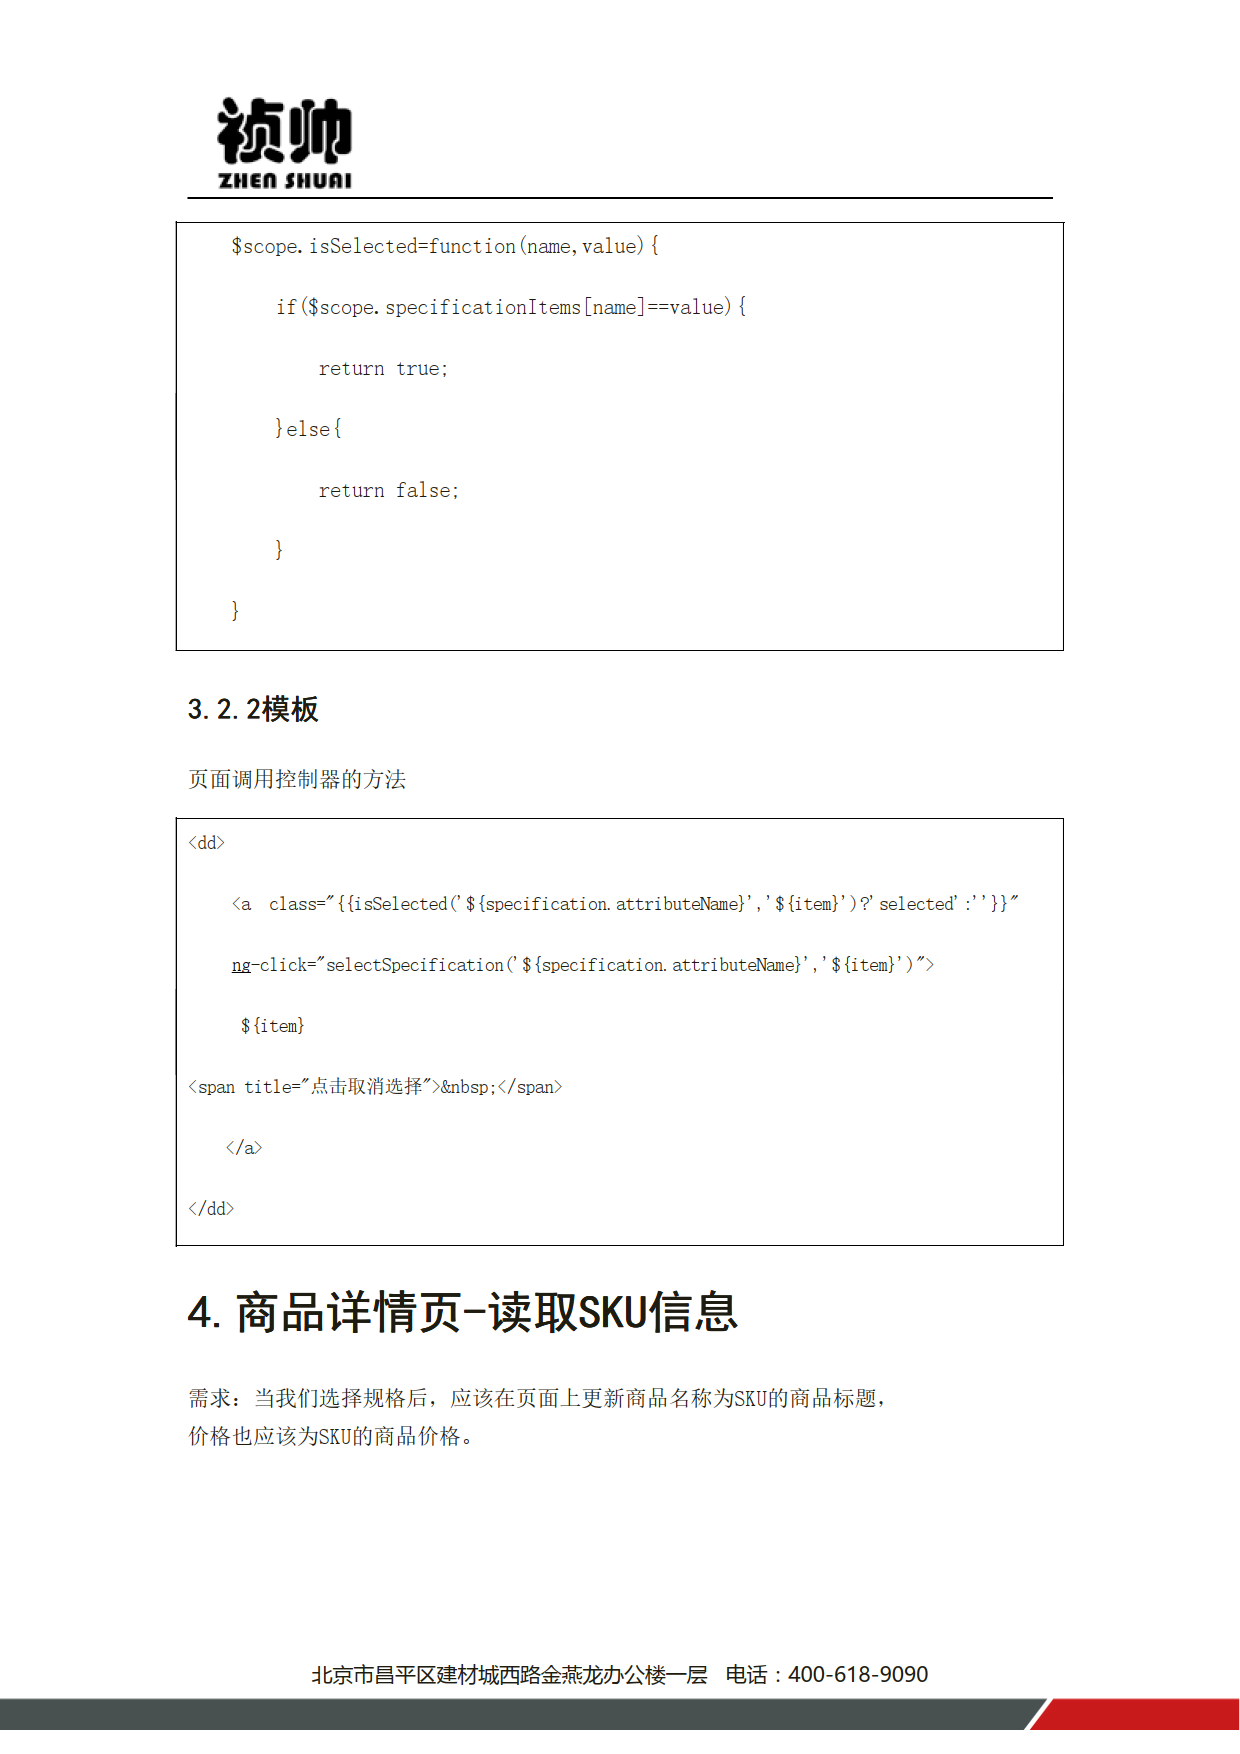 祯帅
ZHEN SHUAI
$scope.isSelected=function(name,value){
if($scope.specificationItems[name]==value){
return true;
}else{
return false;
}
}
3.2.2模板
页面调用控制器的方法
<dd>
<a  class="{{isSelected('${specification.attributeName}','${item}')?'selected':''}}"
ng-click="selectSpecification('${specification.attributeName}','${item}')">
${item}
<span title="点击取消选择">&nbsp;</span>
</a>
</dd>
4. 商品详情页-读取SKU信息
需求：当我们选择规格后，应该在页面上更新商品名称为SKU的商品标题，
价格也应该为SKU的商品价格。
北京市昌平区建材城西路金燕龙办公楼一层   电话：400-618-9090